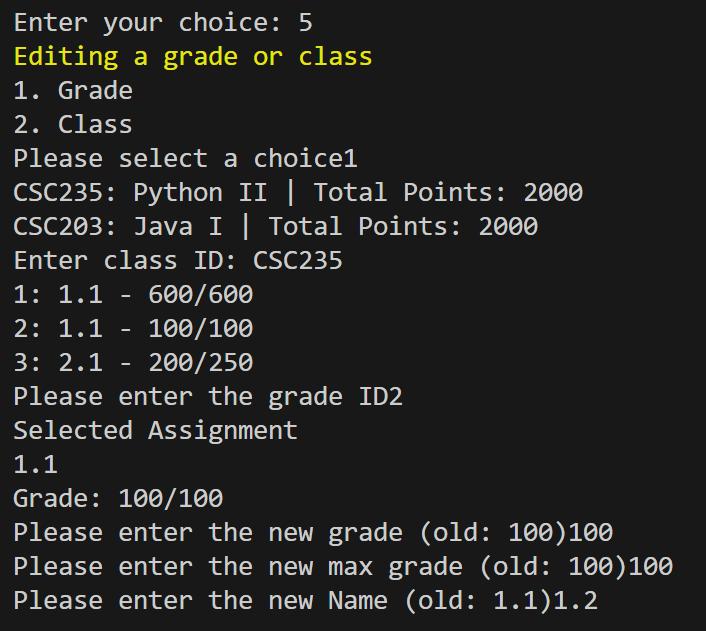 Enter your choice: 5
Editing a grade or class
1. Grade
2. Class
Please select a choice1
CSC235: Python II | Total Points: 2000
CSC203: Java I | Total Points: 2000
Enter class ID: CSC235
1: 1.1 - 600/600
2: 1.1 - 100/100
3: 2.1 - 200/250
Please enter the grade ID2
Selected Assignment
1.1
Grade: 100/100
Please enter the new grade (old: 100)100
Please enter the new max grade (old: 100)100
Please enter the new Name (old: 1.1)1.2